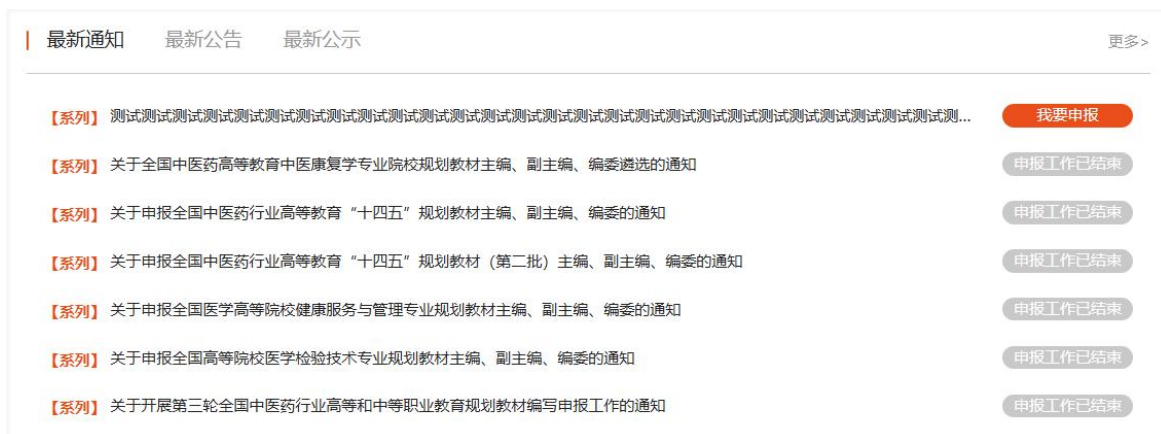 最新通知 最新公告 最新公示 更多>
【系列】 测试测试测试测试测试测试测试测试测试测试测试测试测试测试测试测试测试测试测试测试测试测试测试测试测试测试测试测... 我要申报
【系列】 关于全国中医药高等教育中医康复学专业院校规划教材主编、副主编、编委遴选的通知 申报工作已结束
【系列】 关于申报全国中医药行业高等教育“十四五”规划教材主编、副主编、编委的通知 申报工作已结束
【系列】 关于申报全国中医药行业高等教育“十四五”规划教材（第二批）主编、副主编、编委的通知 申报工作已结束
【系列】 关于申报全国医学高等院校健康服务与管理专业规划教材主编、副主编、编委的通知 申报工作已结束
【系列】 关于申报全国高等院校医学检验技术专业规划教材主编、副主编、编委的通知 申报工作已结束
【系列】 关于开展第三轮全国中医药行业高等和中等职业教育规划教材编写申报工作的通知 申报工作已结束